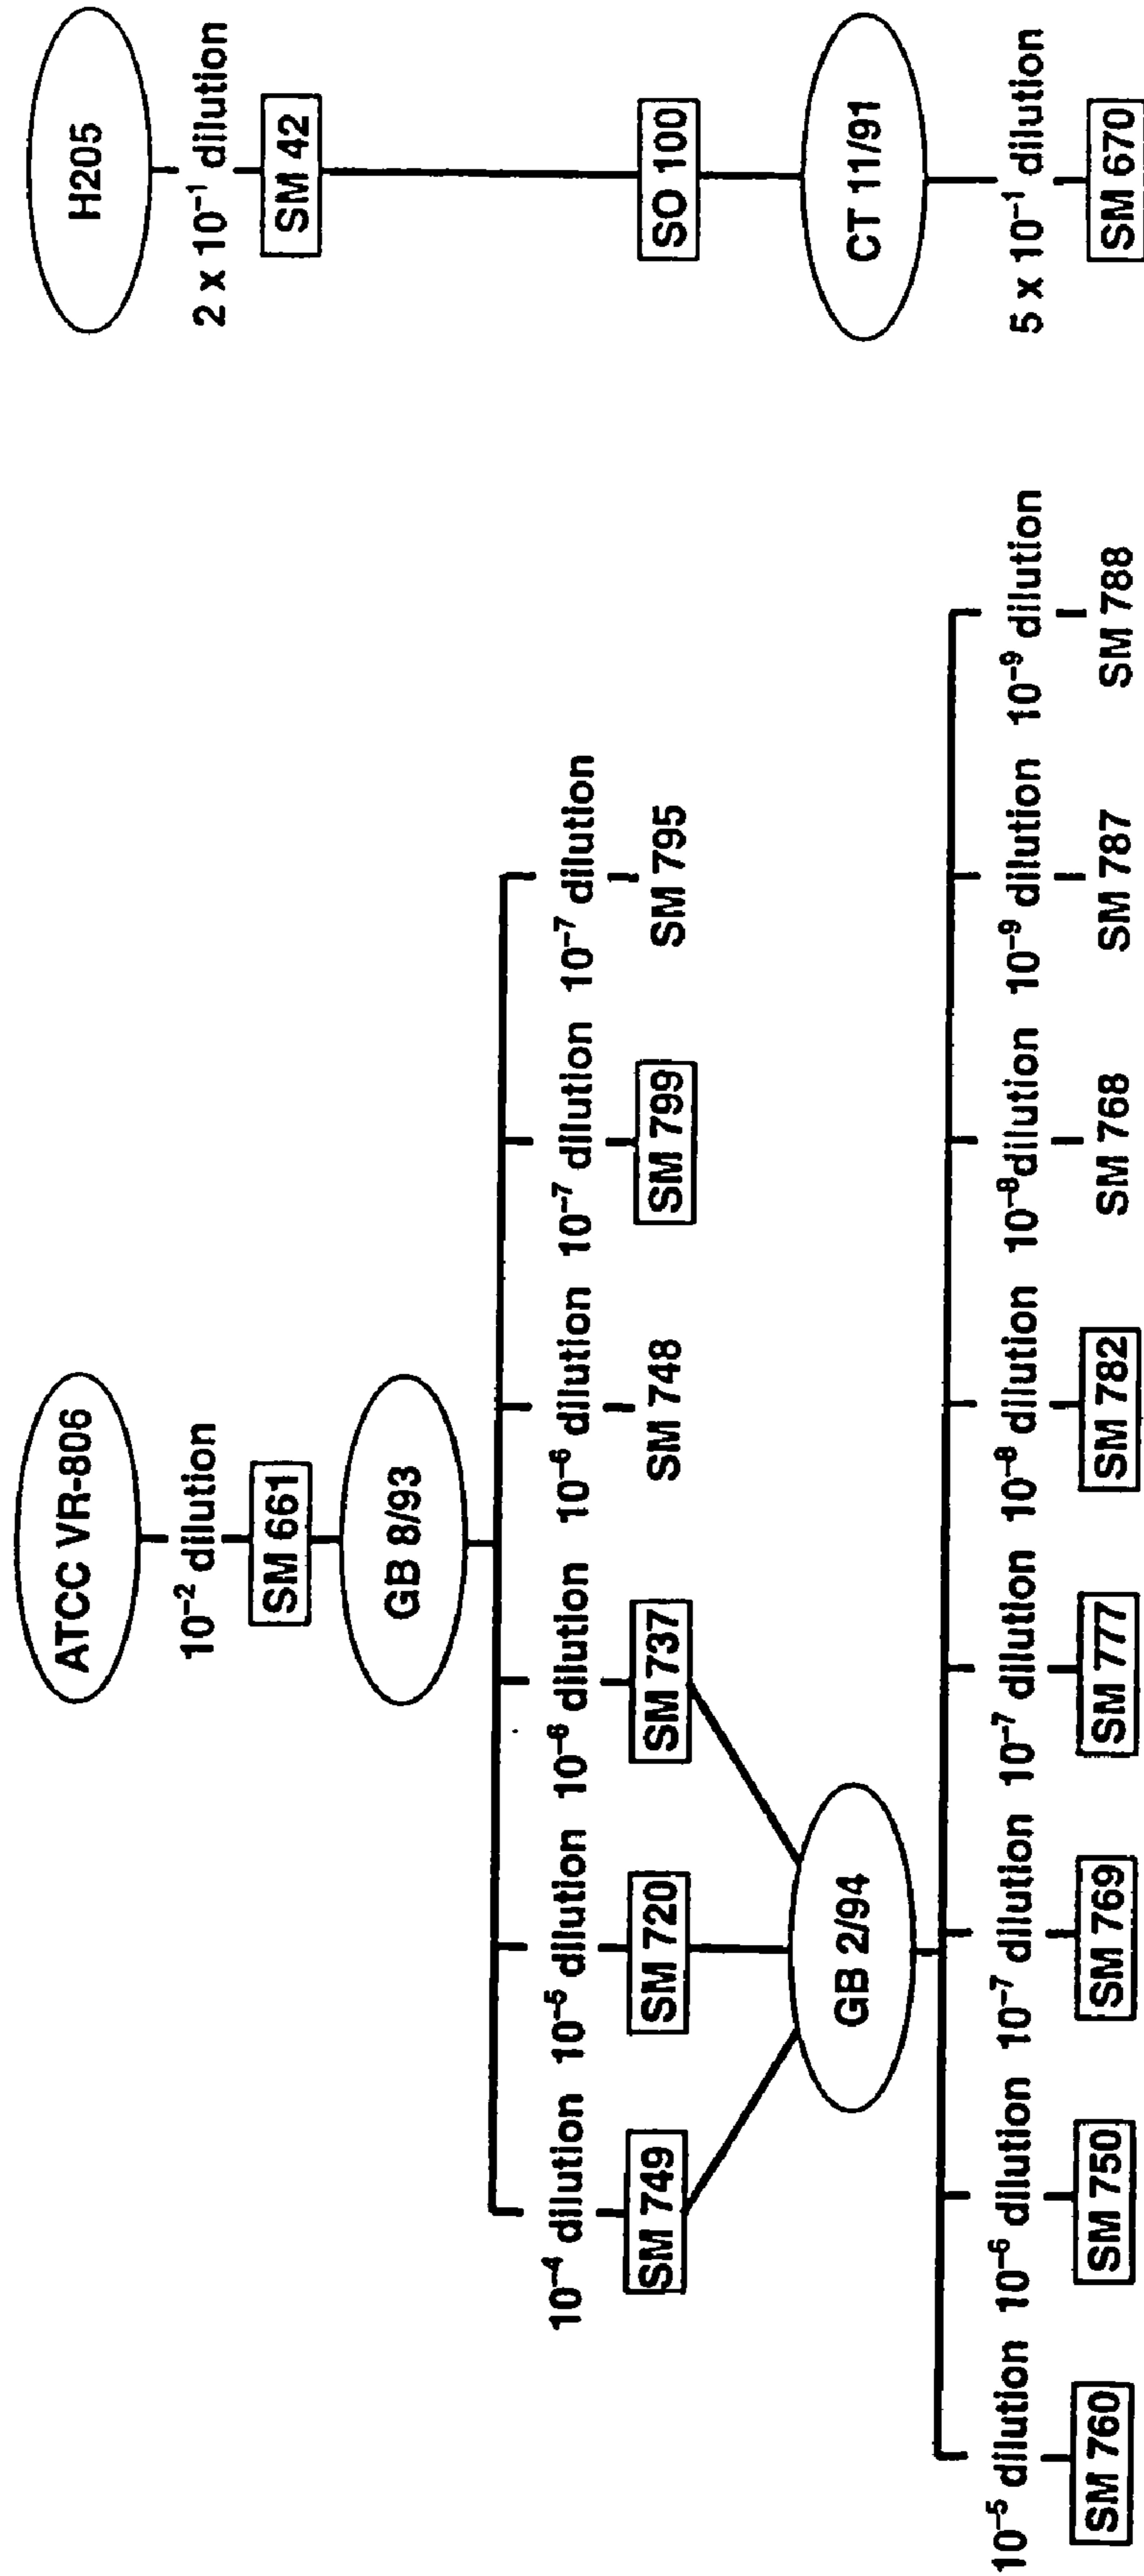 ATCC VR-806
10⁻² dilution
SM 661
GB 8/93
10⁻⁴ dilution
10⁻⁵ dilution
10⁻⁶ dilution
10⁻⁶ dilution
10⁻⁷ dilution
10⁻⁷ dilution
SM 749
SM 720
SM 737
SM 748
SM 799
SM 795
GB 2/94
10⁻⁵ dilution
10⁻⁶ dilution
10⁻⁷ dilution
10⁻⁷ dilution
10⁻⁸ dilution
10⁻⁸dilution
10⁻⁹ dilution
10⁻⁹ dilution
SM 760
SM 750
SM 769
SM 777
SM 782
SM 768
SM 787
SM 788
H205
2 x 10⁻¹ dilution
SM 42
SO 100
CT 11/91
5 x 10⁻¹ dilution
SM 670